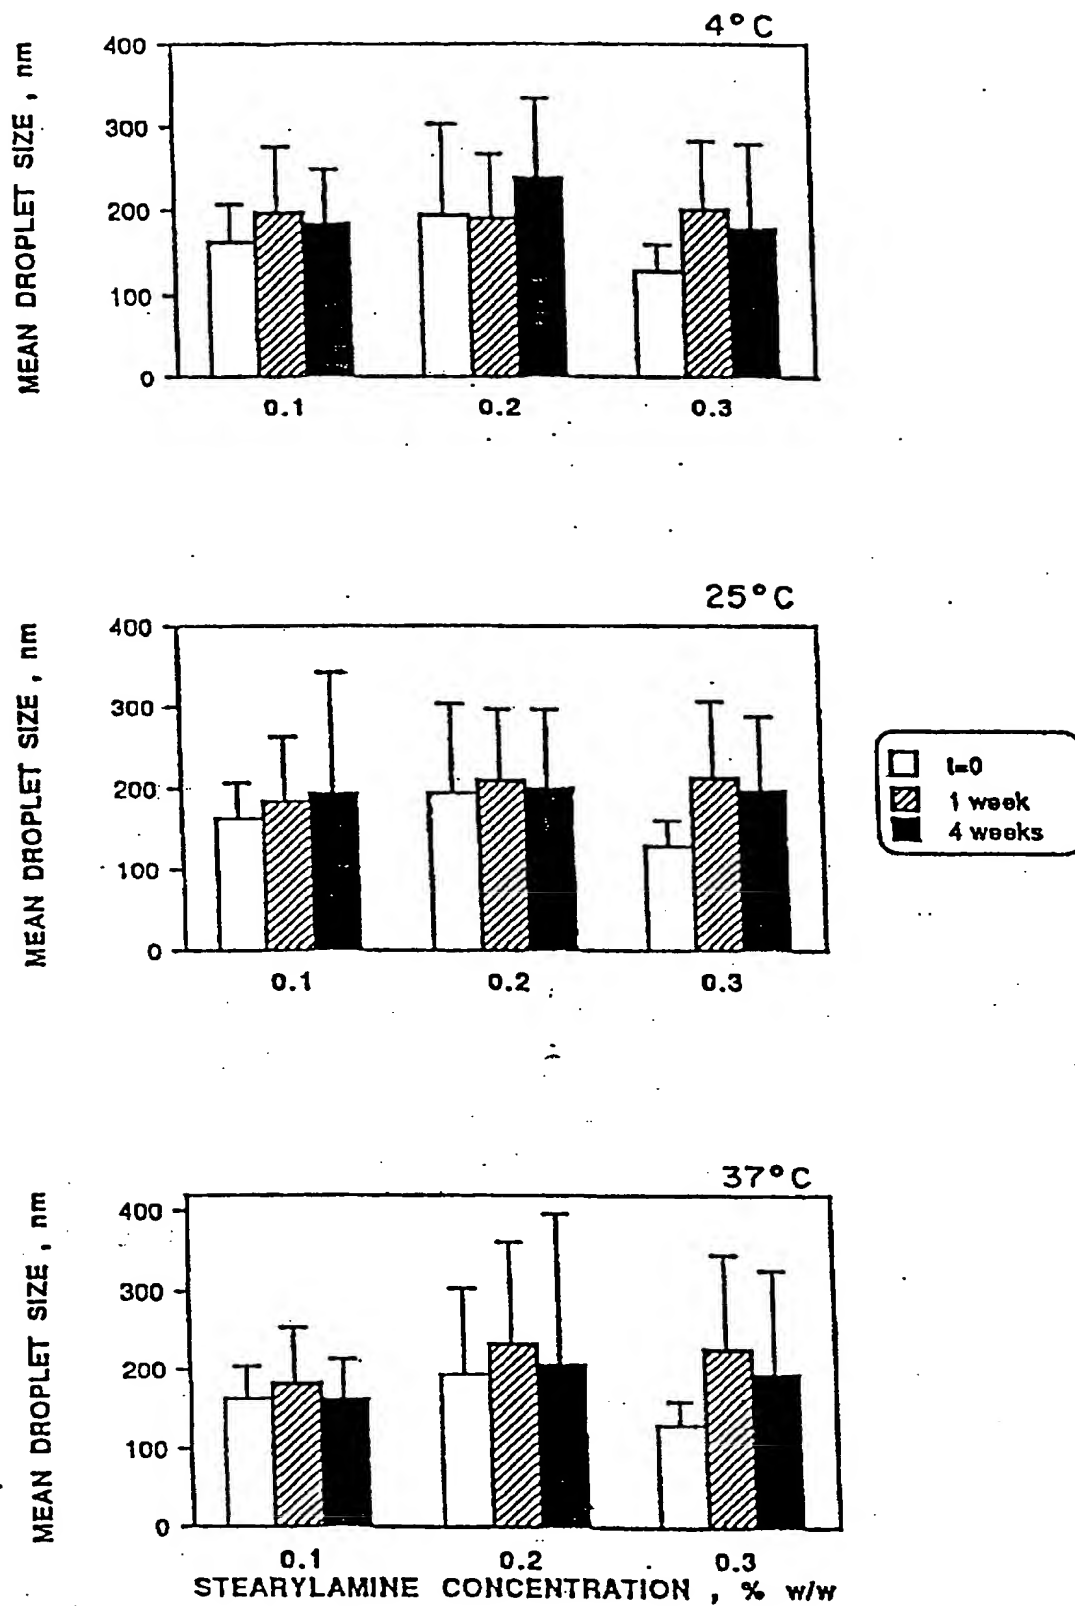 4°C
MEAN DROPLET SIZE , nm
400
300
200
100
0
0.1 0.2 0.3
25°C
MEAN DROPLET SIZE , nm
400
300
200
100
0
0.1 0.2 0.3
t=0
1 week
4 weeks
37°C
MEAN DROPLET SIZE , nm
400
300
200
100
0
0.1 0.2 0.3
STEARYLAMINE CONCENTRATION , % w/w